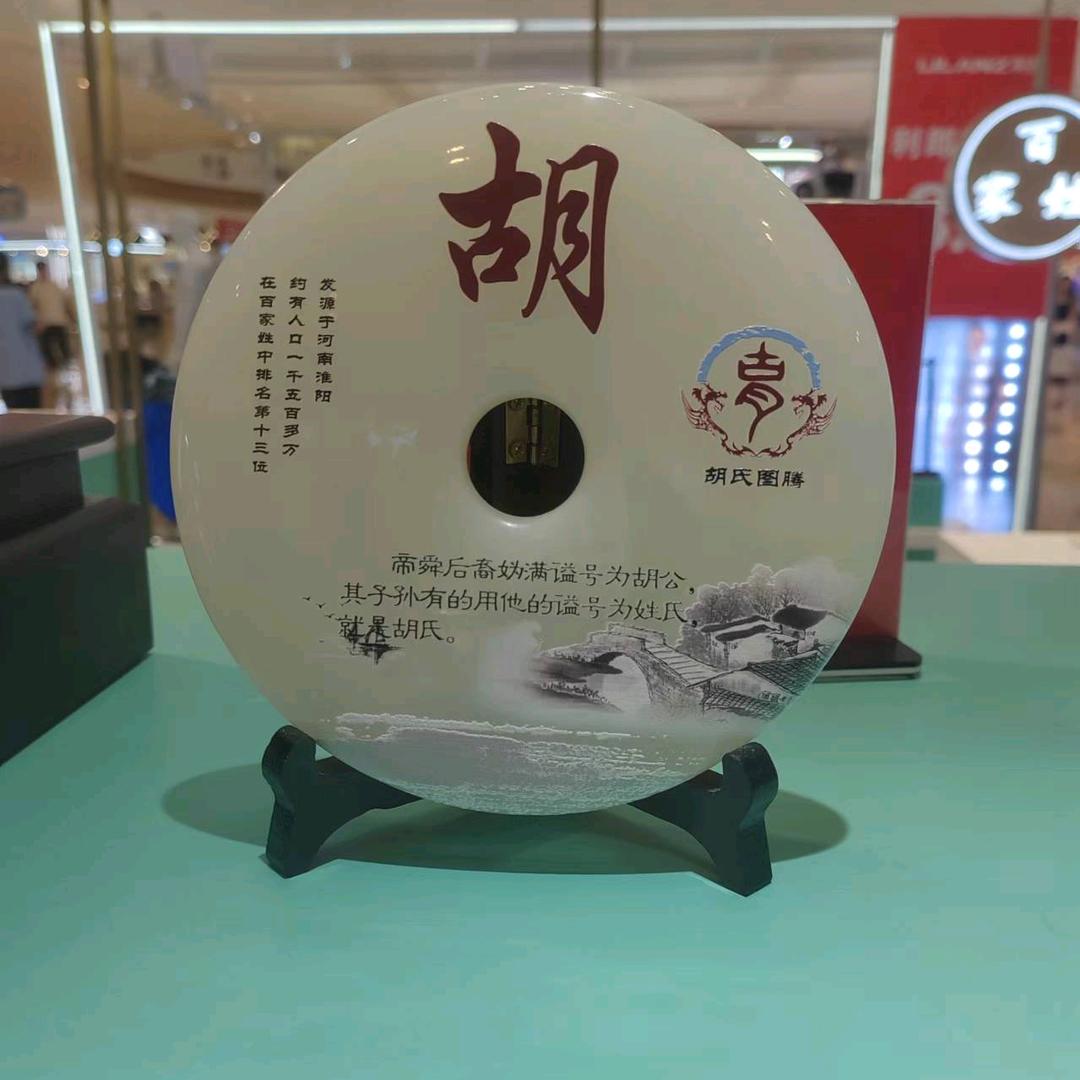 胡
发源于河南淮阳
约有人口一千五百多万
在百家姓中排名第十三位
胡氏图腾
帝舜后裔妫满谥号为胡公，
其子孙有的用他的谥号为姓氏，
就是胡氏。
百
家 姓
LILANZ
利郎